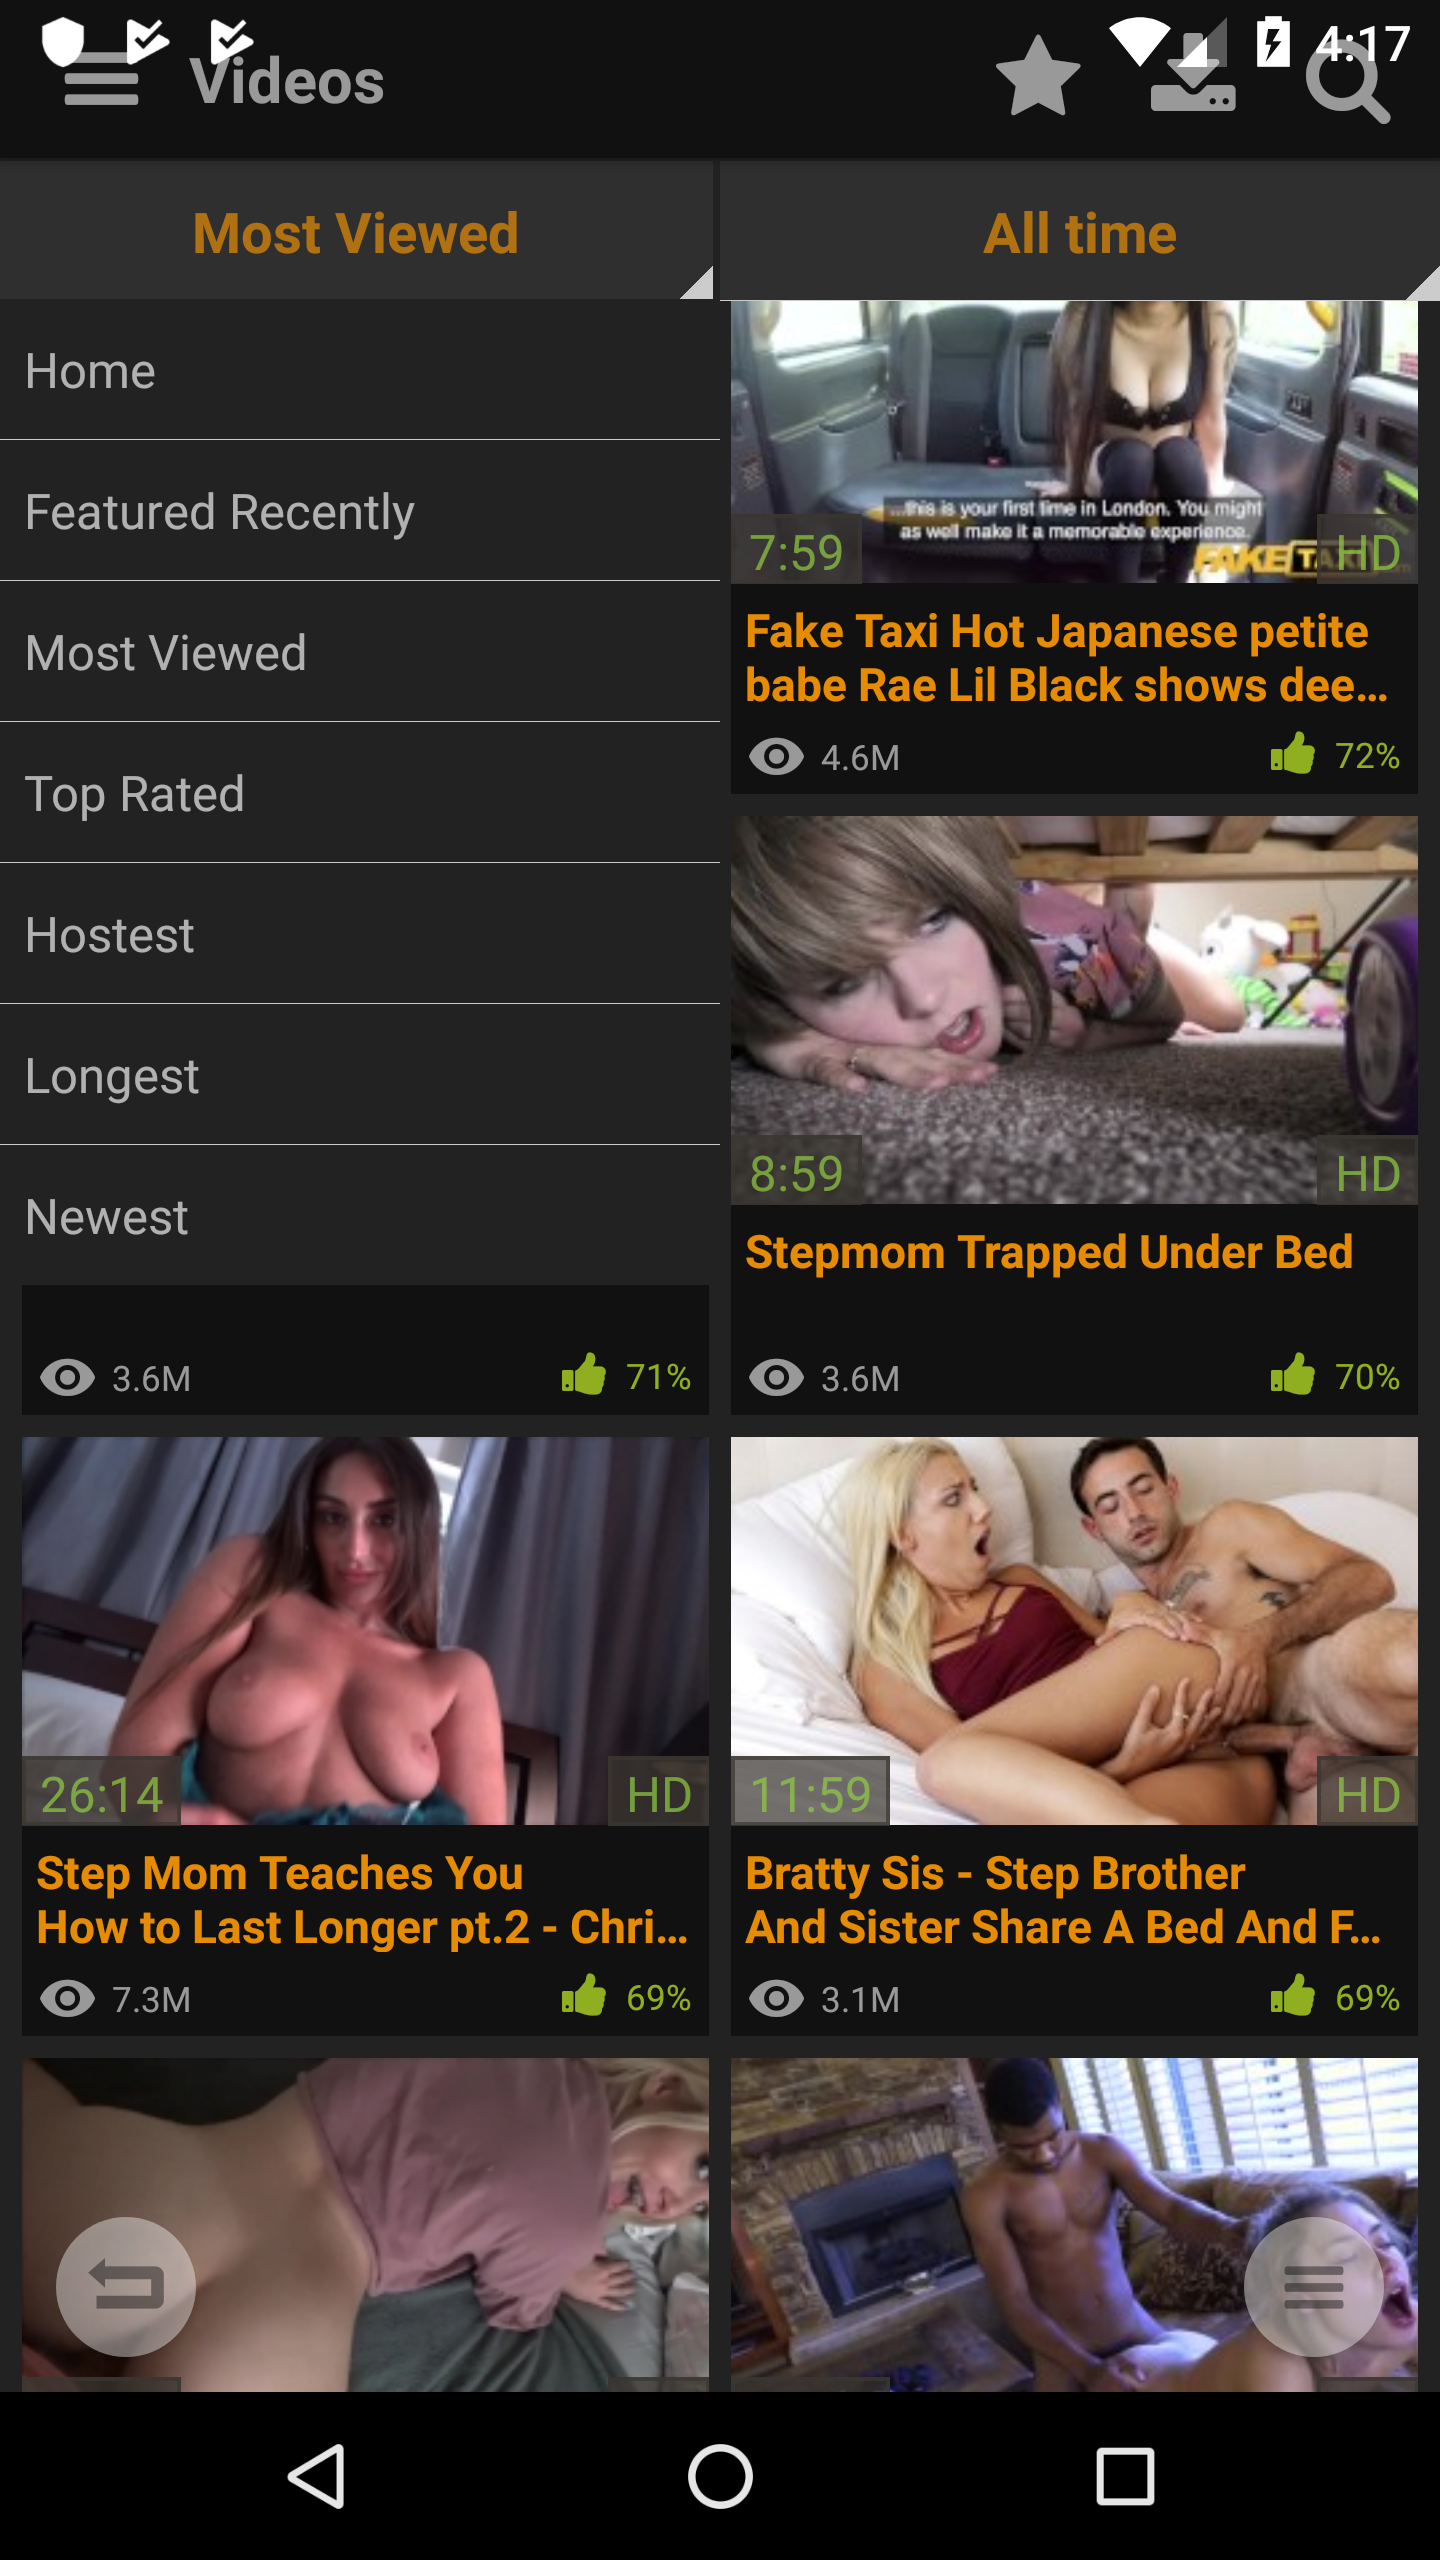 4:17
Videos
Most Viewed
All time
Home
Featured Recently
Most Viewed
Top Rated
Hostest
Longest
Newest
...this is your first time in London. You might
as well make it a memorable experience.
FAKE TAXI
7:59
HD
Fake Taxi Hot Japanese petite
babe Rae Lil Black shows dee...
4.6M
72%
8:59
HD
Stepmom Trapped Under Bed
3.6M
71%
3.6M
70%
26:14
HD
Step Mom Teaches You
How to Last Longer pt.2 - Chri...
7.3M
69%
11:59
HD
Bratty Sis - Step Brother
And Sister Share A Bed And F...
3.1M
69%